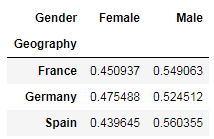 Gender Female Male
Geography
France 0.450937 0.549063
Germany 0.475488 0.524512
Spain 0.439645 0.560355